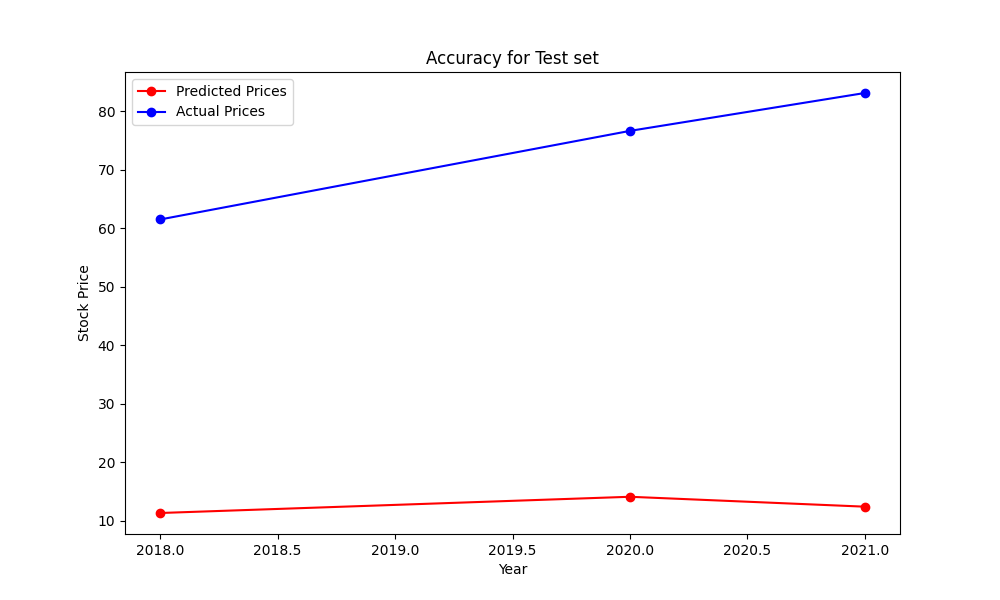 Accuracy for Test set
Predicted Prices
Actual Prices
80
70
60
50
40
30
20
10
Stock Price
2018.0 2018.5 2019.0 2019.5 2020.0 2020.5 2021.0
Year